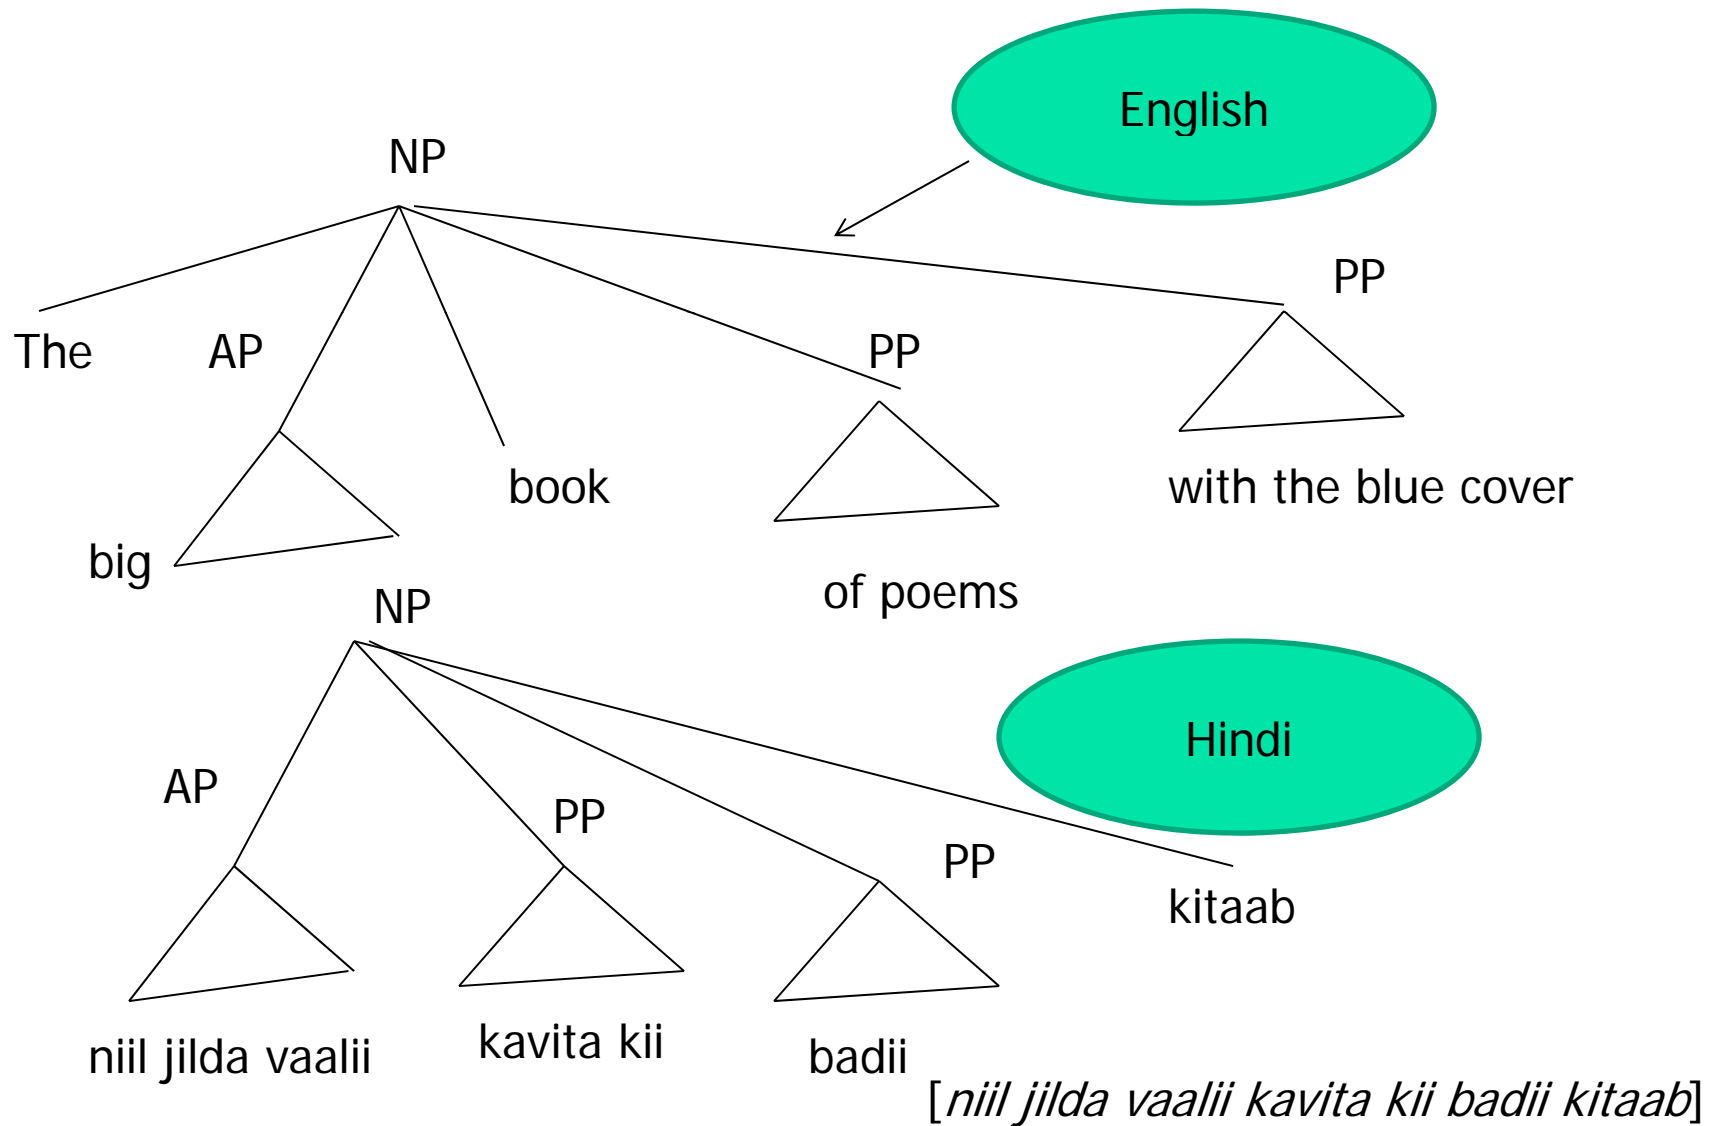 English
NP
PP
The AP PP
book with the blue cover
big
of poems
NP
Hindi
AP
PP
PP
kitaab
niil jilda vaalii kavita kii badii
[niil jilda vaalii kavita kii badii kitaab]